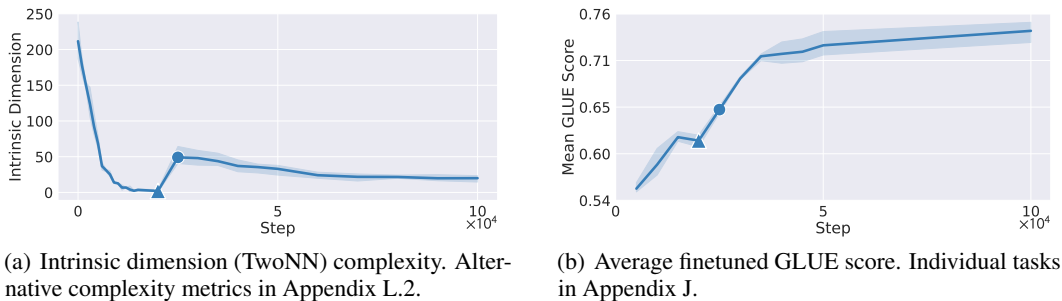 250
200
150
100
50
0
Intrinsic Dimension
0
5
10
×10⁴
Step
(a) Intrinsic dimension (TwoNN) complexity. Alter-
native complexity metrics in Appendix L.2.
0.76
0.71
0.65
0.60
0.54
Mean GLUE Score
0
5
10
×10⁴
Step
(b) Average finetuned GLUE score. Individual tasks
in Appendix J.